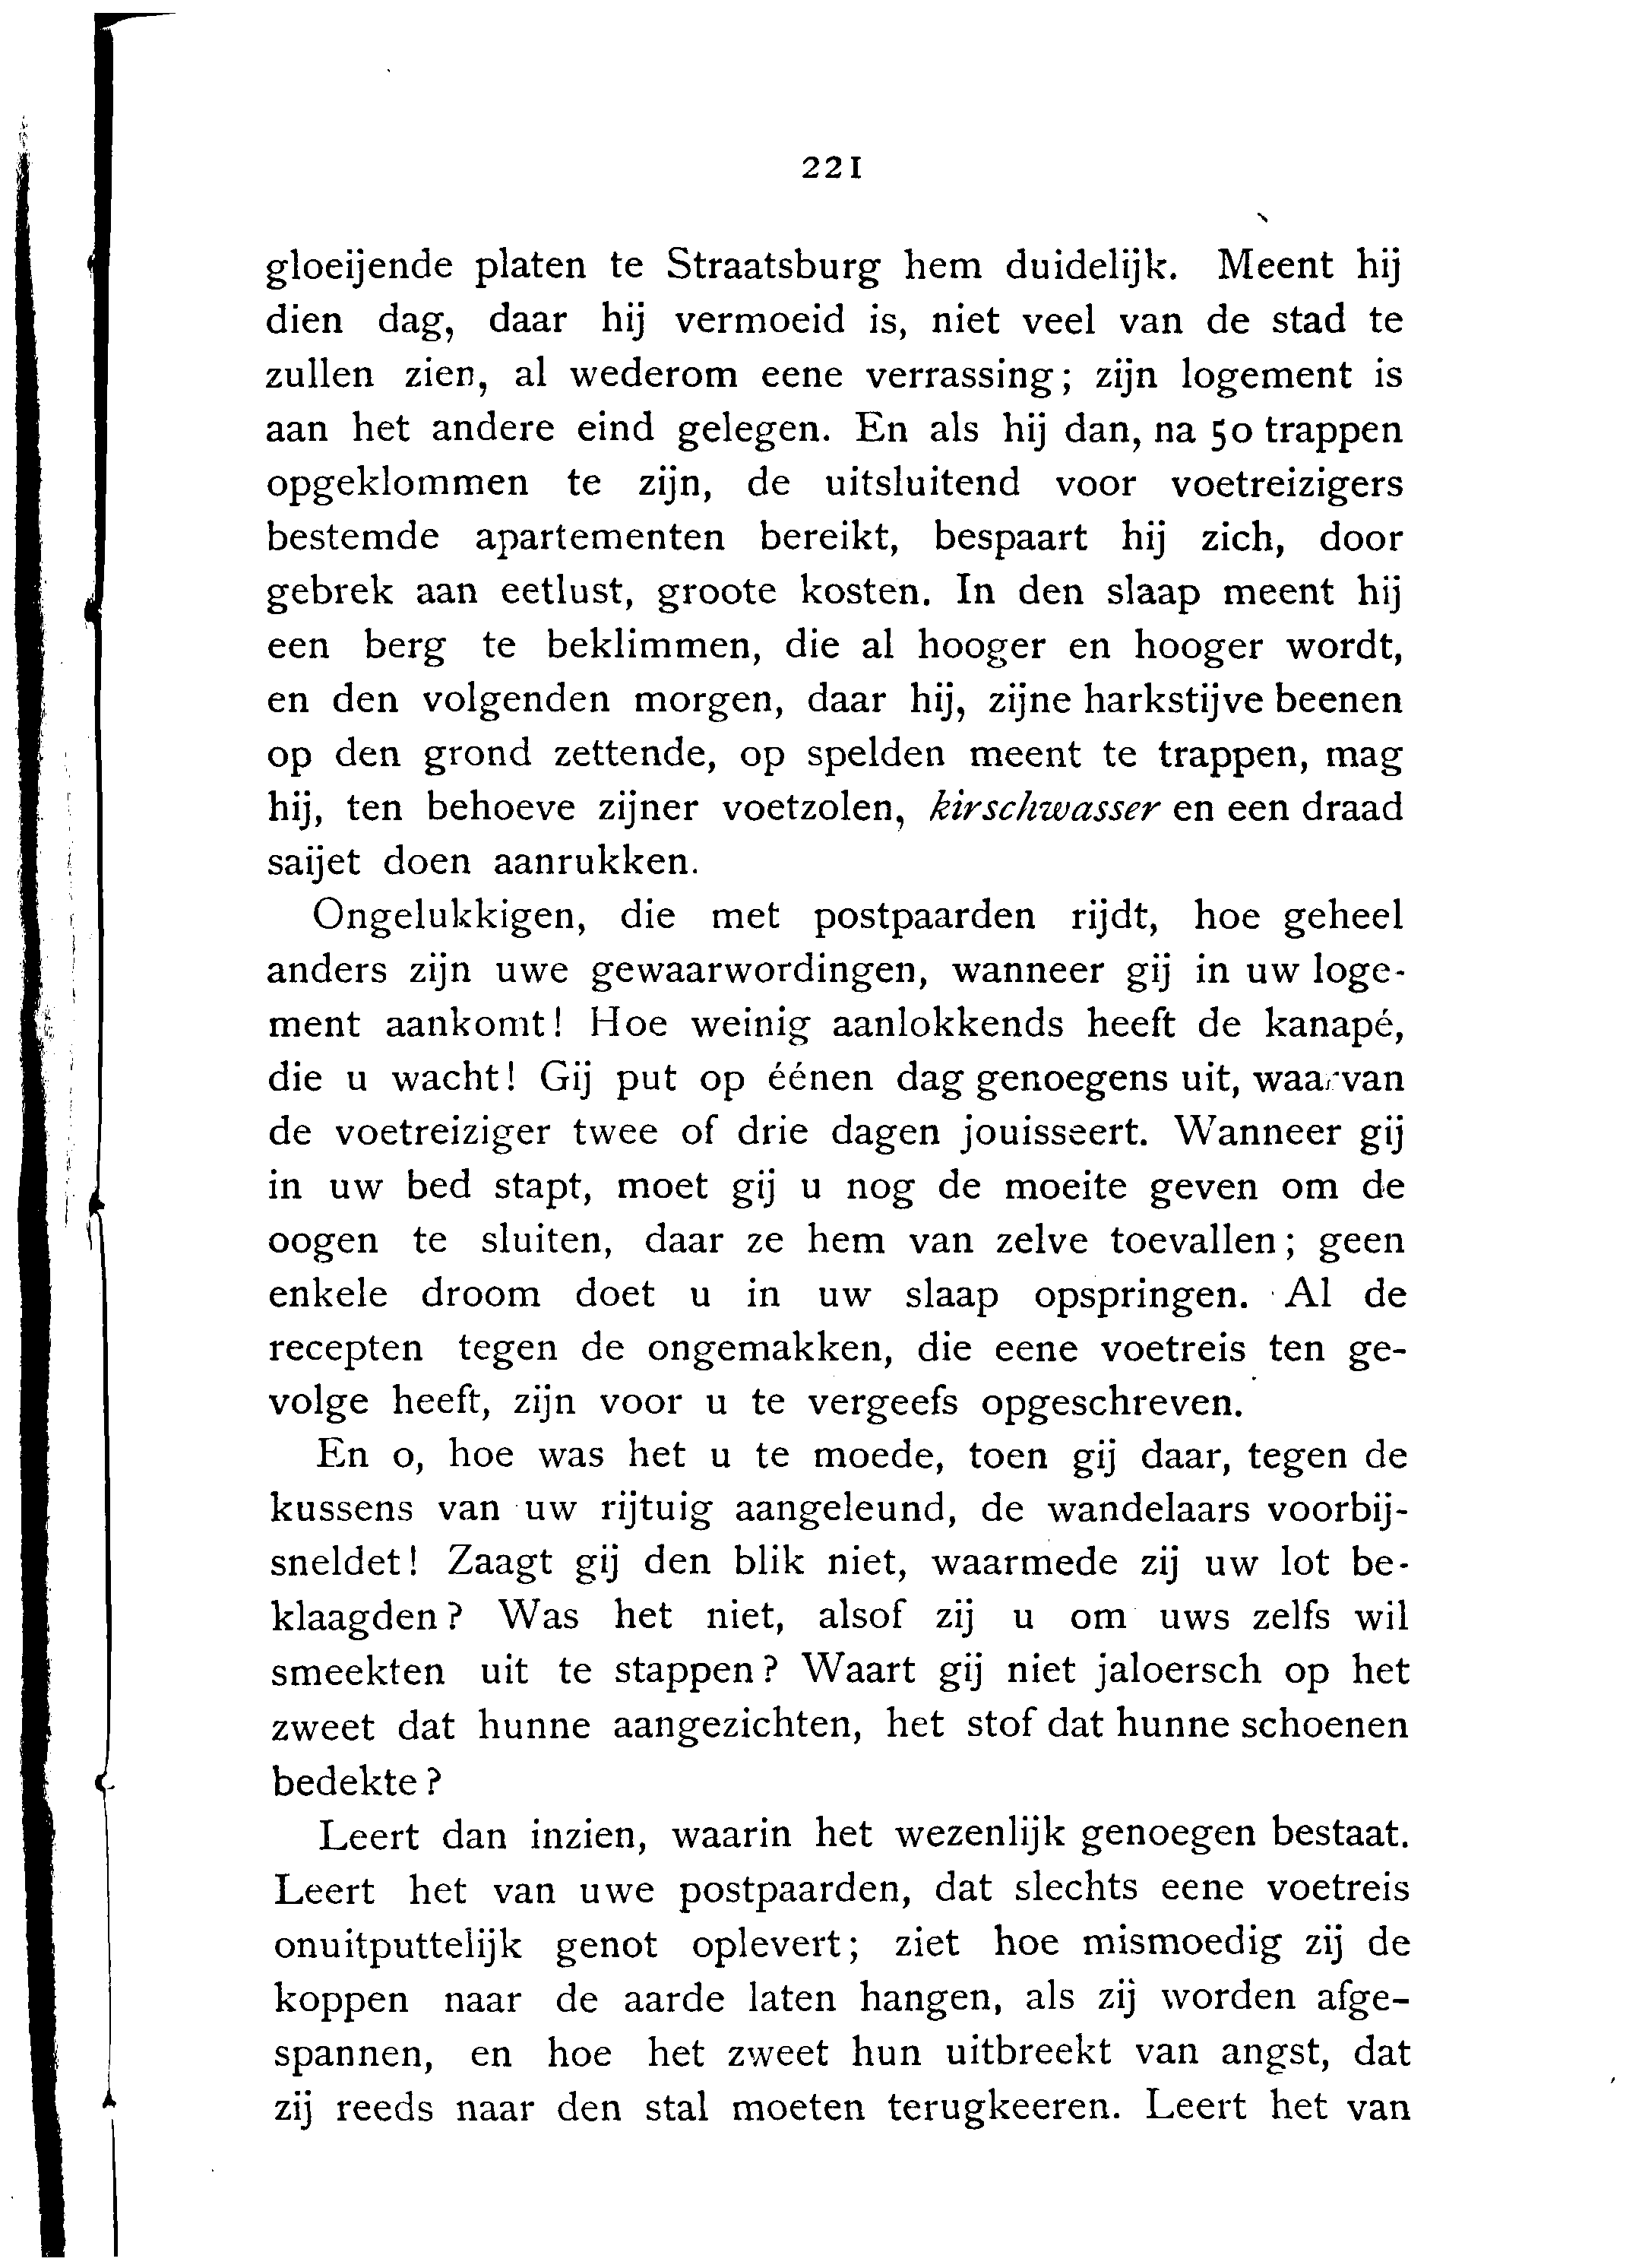 221
gloeijende platen te Straatsburg hem duidelijk. Meent hij
dien dag, daar hij vermoeid is, niet veel van de stad te
zullen zien, al wederom eene verrassing; zijn logement is
aan het andere eind gelegen. En als hij dan, na 50 trappen
opgeklommen te zijn, de uitsluitend voor voetreizigers
bestemde apartementen bereikt, bespaart hij zich, door
gebrek aan eetlust, groote kosten. In den slaap meent hij
een berg te beklimmen, die al hooger en hooger wordt,
en den volgenden morgen, daar hij, zijne harkstijve beenen
op den grond zettende, op spelden meent te trappen, mag
hij, ten behoeve zijner voetzolen, kirschwasser en een draad
saijet doen aanrukken.
Ongelukkigen, die met postpaarden rijdt, hoe geheel
anders zijn uwe gewaarwordingen, wanneer gij in uw loge-
ment aankomt! Hoe weinig aanlokkends heeft de kanapé,
die u wacht! Gij put op éénen dag genoegens uit, waarvan
de voetreiziger twee of drie dagen jouisseert. Wanneer gij
in uw bed stapt, moet gij u nog de moeite geven om de
oogen te sluiten, daar ze hem van zelve toevallen; geen
enkele droom doet u in uw slaap opspringen. Al de
recepten tegen de ongemakken, die eene voetreis ten ge-
volge heeft, zijn voor u te vergeefs opgeschreven.
En o, hoe was het u te moede, toen gij daar, tegen de
kussens van uw rijtuig aangeleund, de wandelaars voorbij-
sneldet! Zaagt gij den blik niet, waarmede zij uw lot be-
klaagden? Was het niet, alsof zij u om uws zelfs wil
smeekten uit te stappen? Waart gij niet jaloersch op het
zweet dat hunne aangezichten, het stof dat hunne schoenen
bedekte?
Leert dan inzien, waarin het wezenlijk genoegen bestaat.
Leert het van uwe postpaarden, dat slechts eene voetreis
onuitputtelijk genot oplevert; ziet hoe mismoedig zij de
koppen naar de aarde laten hangen, als zij worden afge-
spannen, en hoe het zweet hun uitbreekt van angst, dat
zij reeds naar den stal moeten terugkeeren. Leert het van